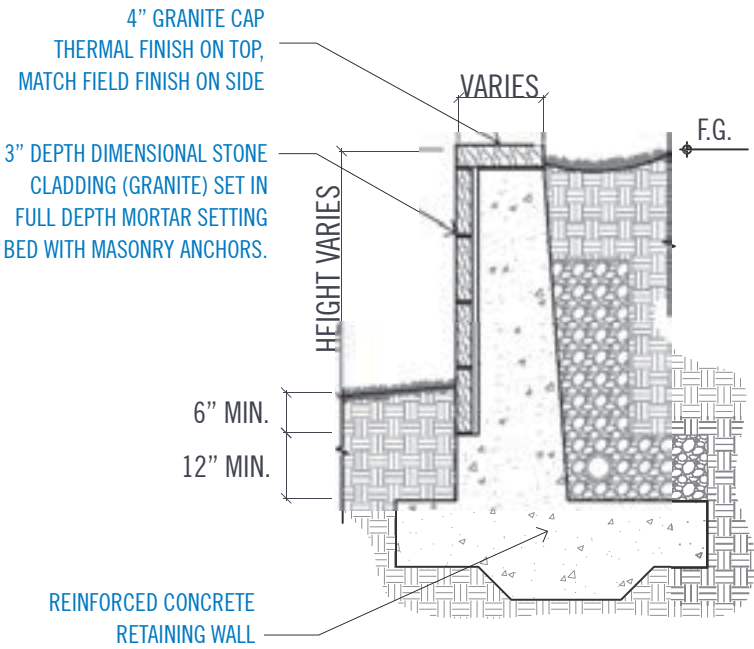 4” GRANITE CAP
THERMAL FINISH ON TOP,
MATCH FIELD FINISH ON SIDE
VARIES
F.G.
3” DEPTH DIMENSIONAL STONE
CLADDING (GRANITE) SET IN
FULL DEPTH MORTAR SETTING
BED WITH MASONRY ANCHORS.
HEIGHT VARIES
6” MIN.
12” MIN.
REINFORCED CONCRETE
RETAINING WALL